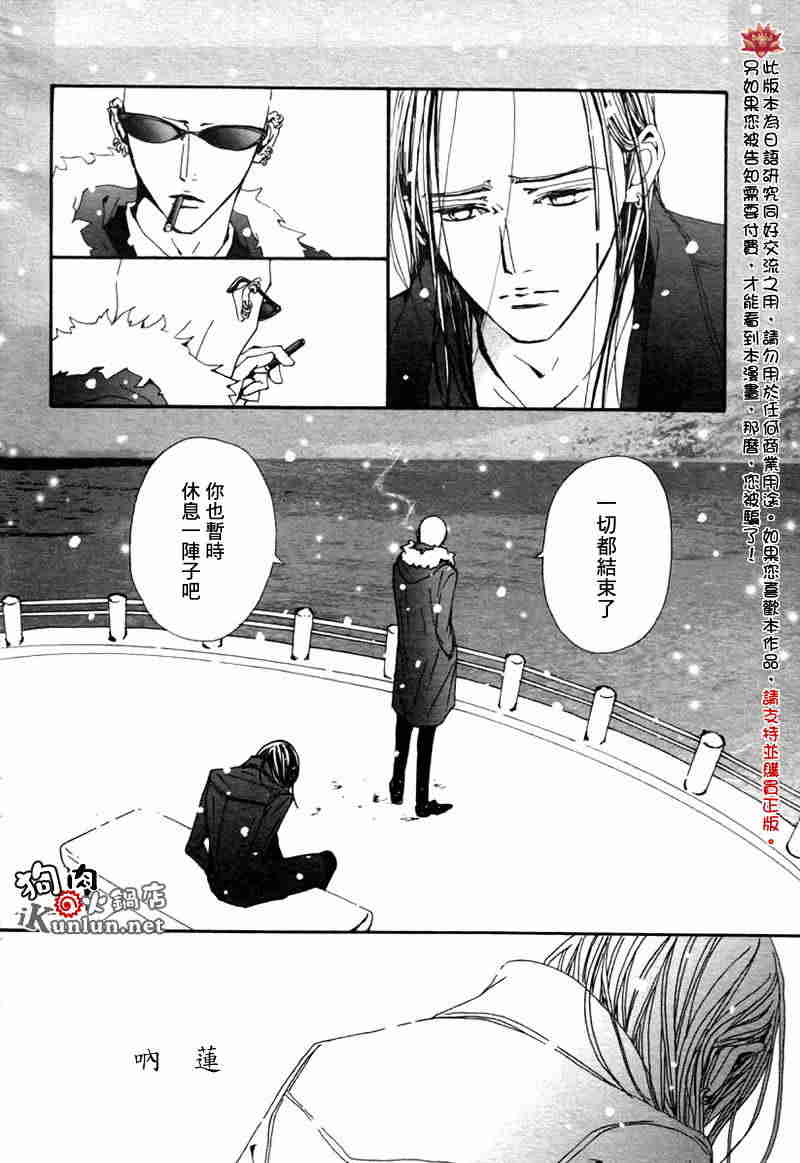 此版本為日語研究同好交流之用，請勿用於任何商業用途。如果您喜歡本作品，請支持並購買正版。
另如果您被告知需要付費，才能看到本漫畫，那麼，您被騙了！
一切都結束了
你也暫時
休息一陣子吧
蓮
吶
狗肉
火鍋店
iKunlun.net